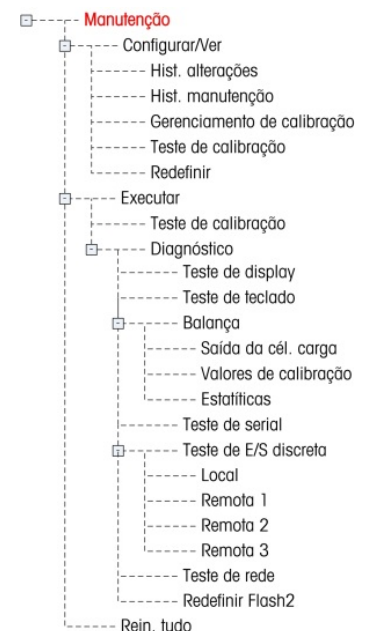 Manutenção
Configurar/Ver
Hist. alterações
Hist. manutenção
Gerenciamento de calibração
Teste de calibração
Redefinir
Executar
Teste de calibração
Diagnóstico
Teste de display
Teste de teclado
Balança
Saída da cél. carga
Valores de calibração
Estatíticas
Teste de serial
Teste de E/S discreta
Local
Remota 1
Remota 2
Remota 3
Teste de rede
Redefinir Flash2
Rein. tudo